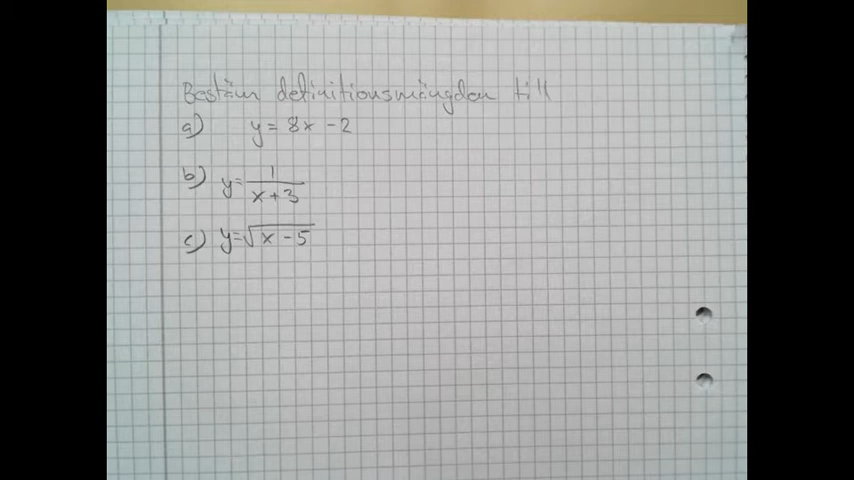 Bestäm definitionsmängden till
a) y = 8x - 2
b) y = 1/(x + 3)
c) y = √(x - 5)